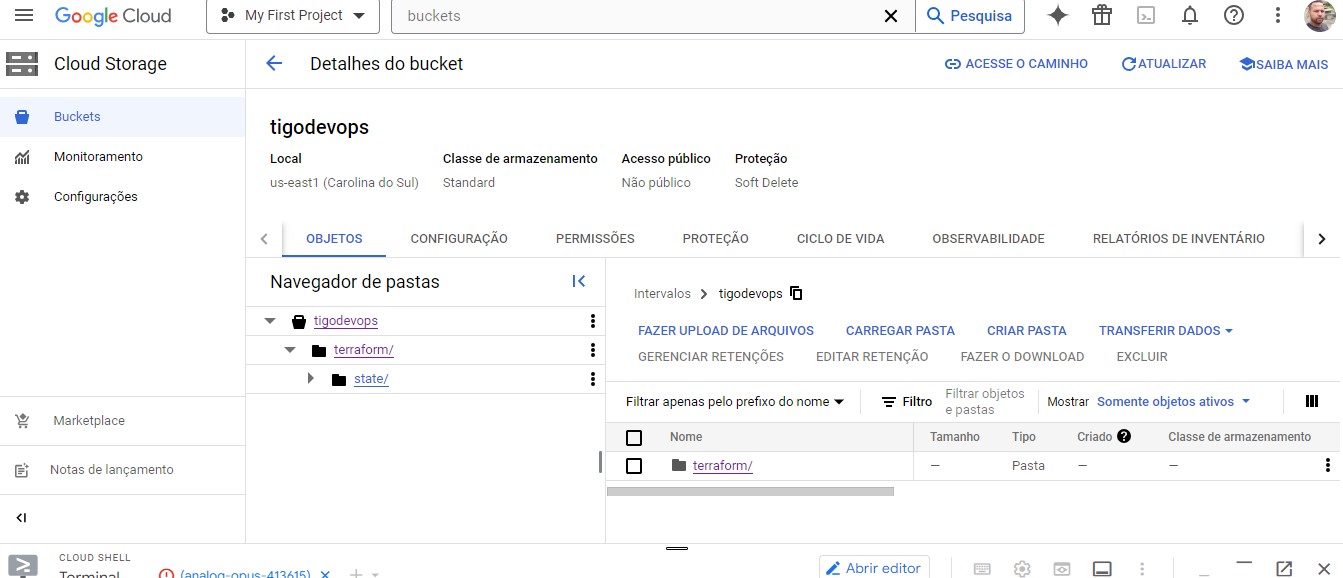 Google Cloud
My First Project
buckets
Pesquisa
Cloud Storage
Detalhes do bucket
ACESSE O CAMINHO
ATUALIZAR
SAIBA MAIS
Buckets
Monitoramento
Configurações
tigodevops
Local Classe de armazenamento Acesso público Proteção
us-east1 (Carolina do Sul) Standard Não público Soft Delete
OBJETOS CONFIGURAÇÃO PERMISSÕES PROTEÇÃO CICLO DE VIDA OBSERVABILIDADE RELATÓRIOS DE INVENTÁRIO
Navegador de pastas
tigodevops
terraform/
state/
Intervalos tigodevops
FAZER UPLOAD DE ARQUIVOS CARREGAR PASTA CRIAR PASTA TRANSFERIR DADOS
GERENCIAR RETENÇÕES EDITAR RETENÇÃO FAZER O DOWNLOAD EXCLUIR
Filtrar apenas pelo prefixo do nome Filtro Filtrar objetos e pastas Mostrar Somente objetos ativos
Nome Tamanho Tipo Criado Classe de armazenamento
terraform/ — Pasta — —
Marketplace
Notas de lançamento
CLOUD SHELL
Terminal (analog-opus-413615) Abrir editor